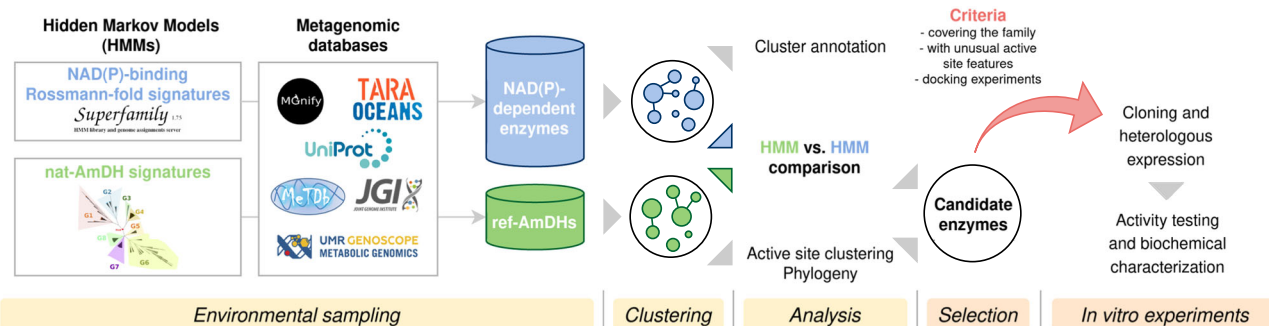 Hidden Markov Models
(HMMs)
NAD(P)-binding
Rossmann-fold signatures
Superfamily 1.73
HMM library and genome assignments server
nat-AmDH signatures
G1
G2
G3
G4
G5
G6
G7
G8
Metagenomic
databases
MGnify
TARA
OCEANS
UniProt
MeTDb
JGI
JOINT GENOME INSTITUTE
UMR GENOSCOPE
METABOLIC GENOMICS
NAD(P)-
dependent
enzymes
ref-AmDHs
Cluster annotation
HMM vs. HMM
comparison
Active site clustering
Phylogeny
Criteria
- covering the family
- with unusual active
site features
- docking experiments
Candidate
enzymes
Cloning and
heterologous
expression
Activity testing
and biochemical
characterization
Environmental sampling
Clustering
Analysis
Selection
In vitro experiments